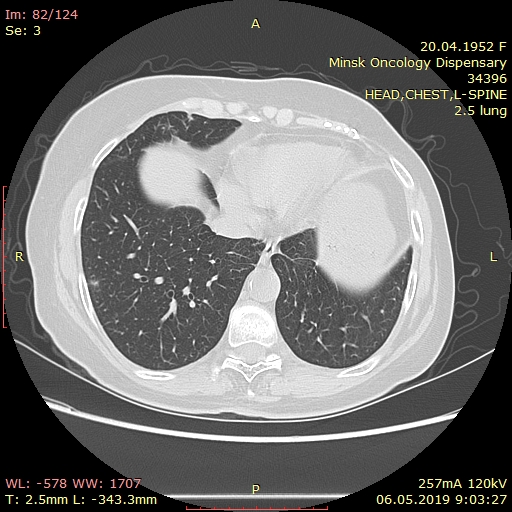 Im: 82/124
Se: 3
A
20.04.1952 F
Minsk Oncology Dispensary
34396
HEAD,CHEST,L-SPINE
2.5 lung
R
L
WL: -578 WW: 1707
T: 2.5mm L: -343.3mm
P
257mA 120kV
06.05.2019 9:03:27